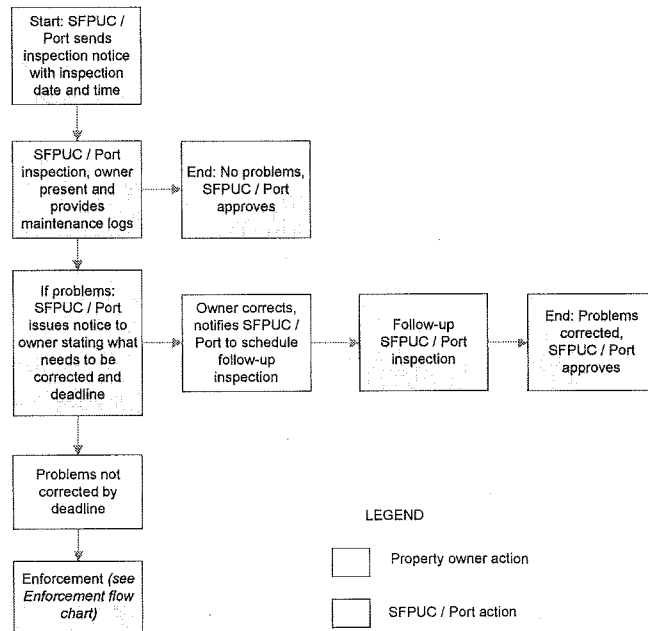 Start: SFPUC /
Port sends
inspection notice
with inspection
date and time
SFPUC / Port
inspection, owner
present and
provides
maintenance logs
End: No problems,
SFPUC / Port
approves
If problems:
SFPUC / Port
issues notice to
owner stating what
needs to be
corrected and
deadline
Owner corrects,
notifies SFPUC /
Port to schedule
follow-up
inspection
Follow-up
SFPUC / Port
inspection
End: Problems
corrected,
SFPUC / Port
approves
Problems not
corrected by
deadline
Enforcement (see
Enforcement flow
chart)
LEGEND
Property owner action
SFPUC / Port action